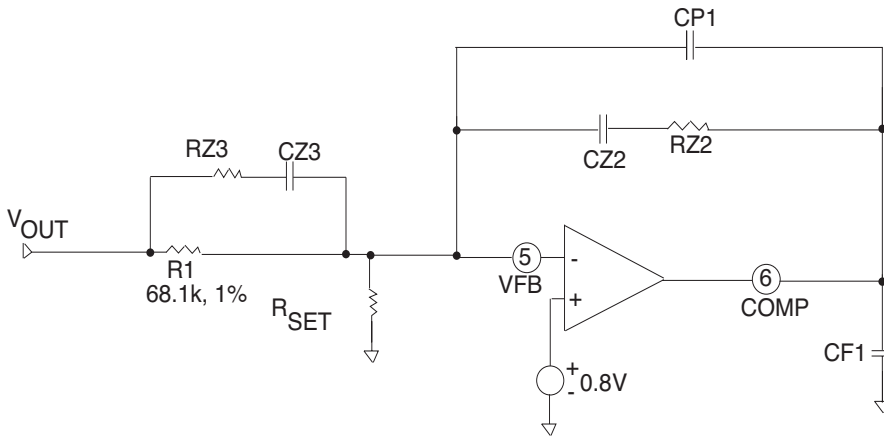 CP1
CZ2
RZ2
RZ3
CZ3
VOUT
R1
68.1k, 1%
RSET
5
VFB
-
+
6
COMP
+
-
0.8V
CF1